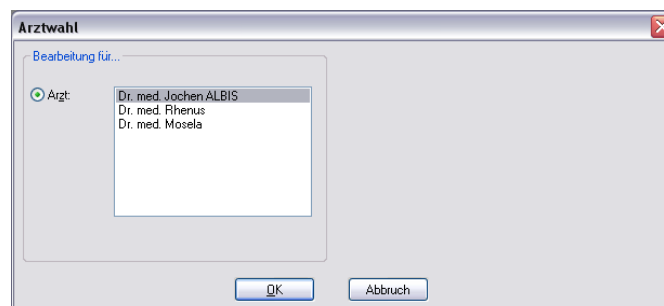 Arztwahl
Bearbeitung für...
Arzt:
Dr. med. Jochen ALBIS
Dr. med. Rhenus
Dr. med. Mosela
OK
Abbruch